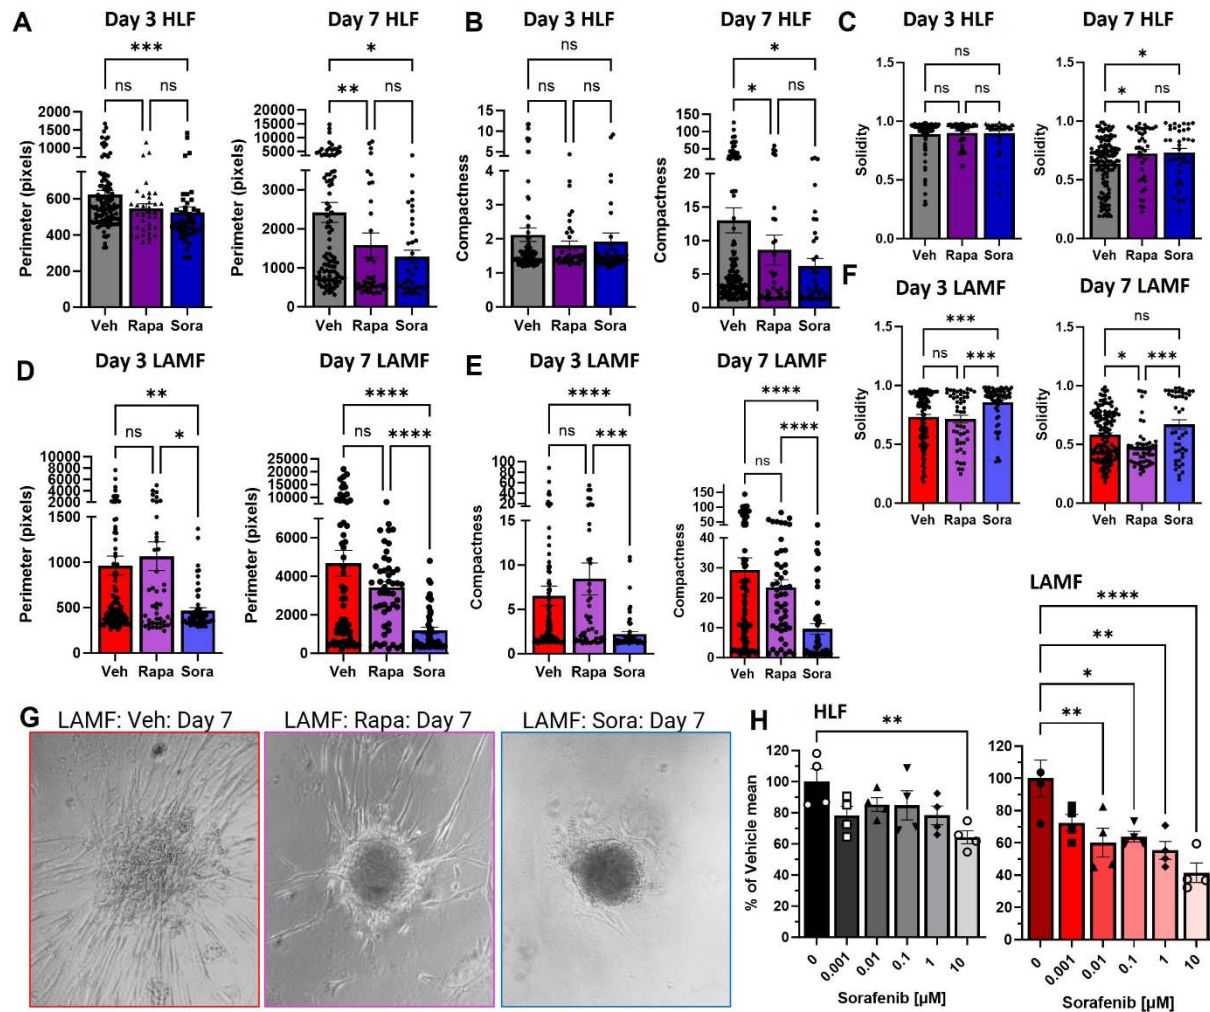 A
Day 3 HLF
***
ns
ns
2000
1500
1000
600
400
200
0
Perimeter (pixels)
Veh
Rapa
Sora
Day 7 HLF
*
**
ns
20000
15000
10000
5000
3000
2000
1000
0
Perimeter (pixels)
Veh
Rapa
Sora
B
Day 3 HLF
ns
ns
ns
15
10
5
4
3
2
1
0
Compactness
Veh
Rapa
Sora
Day 7 HLF
*
*
ns
150
125
100
75
50
25
20
15
10
5
0
Compactness
Veh
Rapa
Sora
C
Day 3 HLF
ns
ns
ns
1.5
1.0
0.5
0.0
Solidity
Veh
Rapa
Sora
Day 7 HLF
*
*
ns
1.5
1.0
0.5
0.0
Solidity
Veh
Rapa
Sora
D
Day 3 LAMF
**
ns
*
10000
8000
6000
4000
2000
1500
1000
500
0
Perimeter (pixels)
Veh
Rapa
Sora
Day 7 LAMF
****
ns
****
25000
20000
15000
10000
6000
4000
2000
0
Perimeter (pixels)
Veh
Rapa
Sora
E
Day 3 LAMF
****
ns
***
100
80
60
40
20
15
10
5
0
Compactness
Veh
Rapa
Sora
Day 7 LAMF
****
****
ns
150
100
50
40
30
20
10
0
Compactness
Veh
Rapa
Sora
F
Day 3 LAMF
***
ns
***
1.5
1.0
0.5
0.0
Solidity
Veh
Rapa
Sora
Day 7 LAMF
ns
*
***
1.5
1.0
0.5
0.0
Solidity
Veh
Rapa
Sora
G
LAMF: Veh: Day 7
LAMF: Rapa: Day 7
LAMF: Sora: Day 7
H
HLF
**
120
100
80
60
40
20
0
% of Vehicle mean
0
0.001
0.01
0.1
1
10
Sorafenib [µM]
LAMF
****
**
*
**
120
100
80
60
40
20
0
0
0.001
0.01
0.1
1
10
Sorafenib [µM]